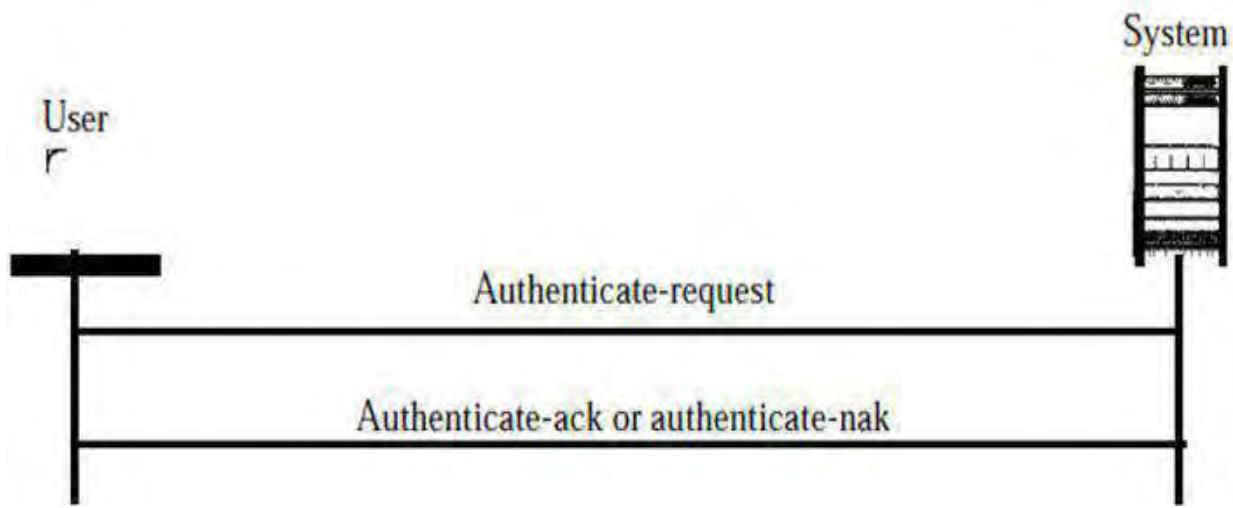 System
User
Authenticate-request
Authenticate-ack or authenticate-nak